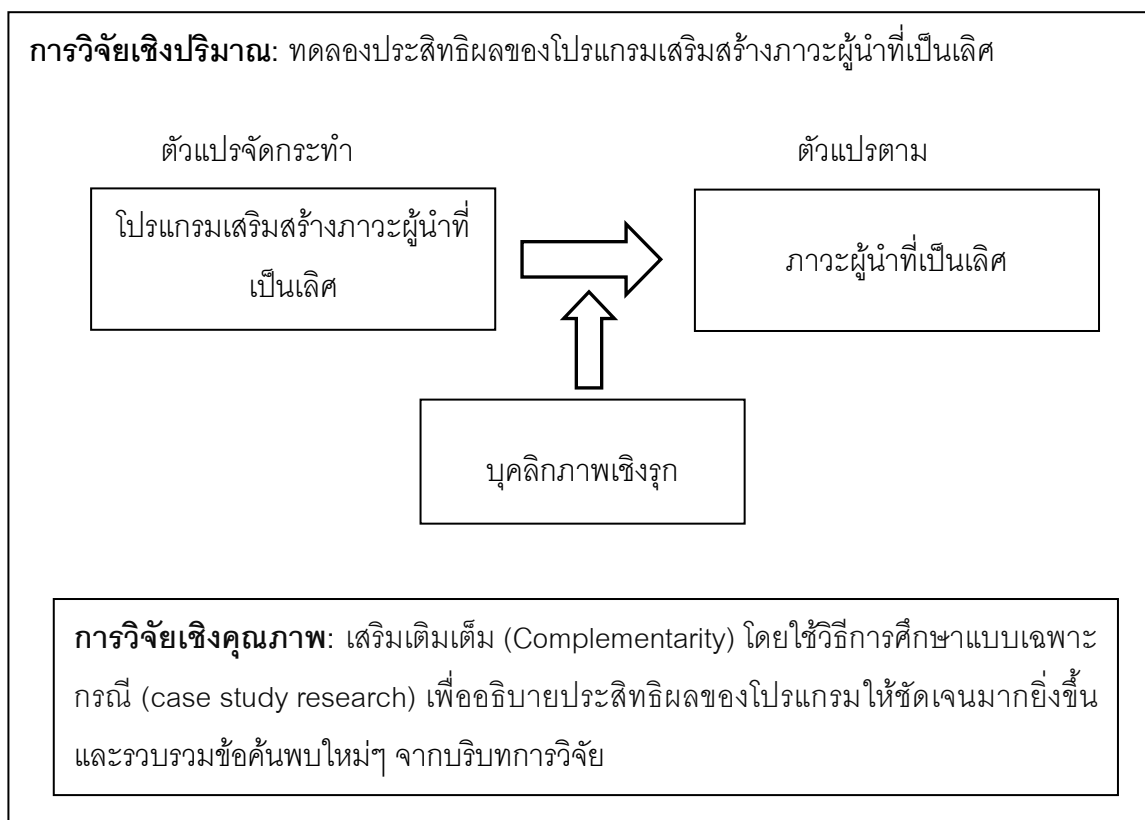 การวิจัยเชิงปริมาณ: ทดลองประสิทธิผลของโปรแกรมเสริมสร้างภาวะผู้นำที่เป็นเลิศ
ตัวแปรจัดกระทำ
ตัวแปรตาม
โปรแกรมเสริมสร้างภาวะผู้นำที่
เป็นเลิศ
ภาวะผู้นำที่เป็นเลิศ
บุคลิกภาพเชิงรุก
การวิจัยเชิงคุณภาพ: เสริมเติมเต็ม (Complementarity) โดยใช้วิธีการศึกษาแบบเฉพาะ
กรณี (case study research) เพื่ออธิบายประสิทธิผลของโปรแกรมให้ชัดเจนมากยิ่งขึ้น
และรวบรวมข้อค้นพบใหม่ๆ จากบริบทการวิจัย